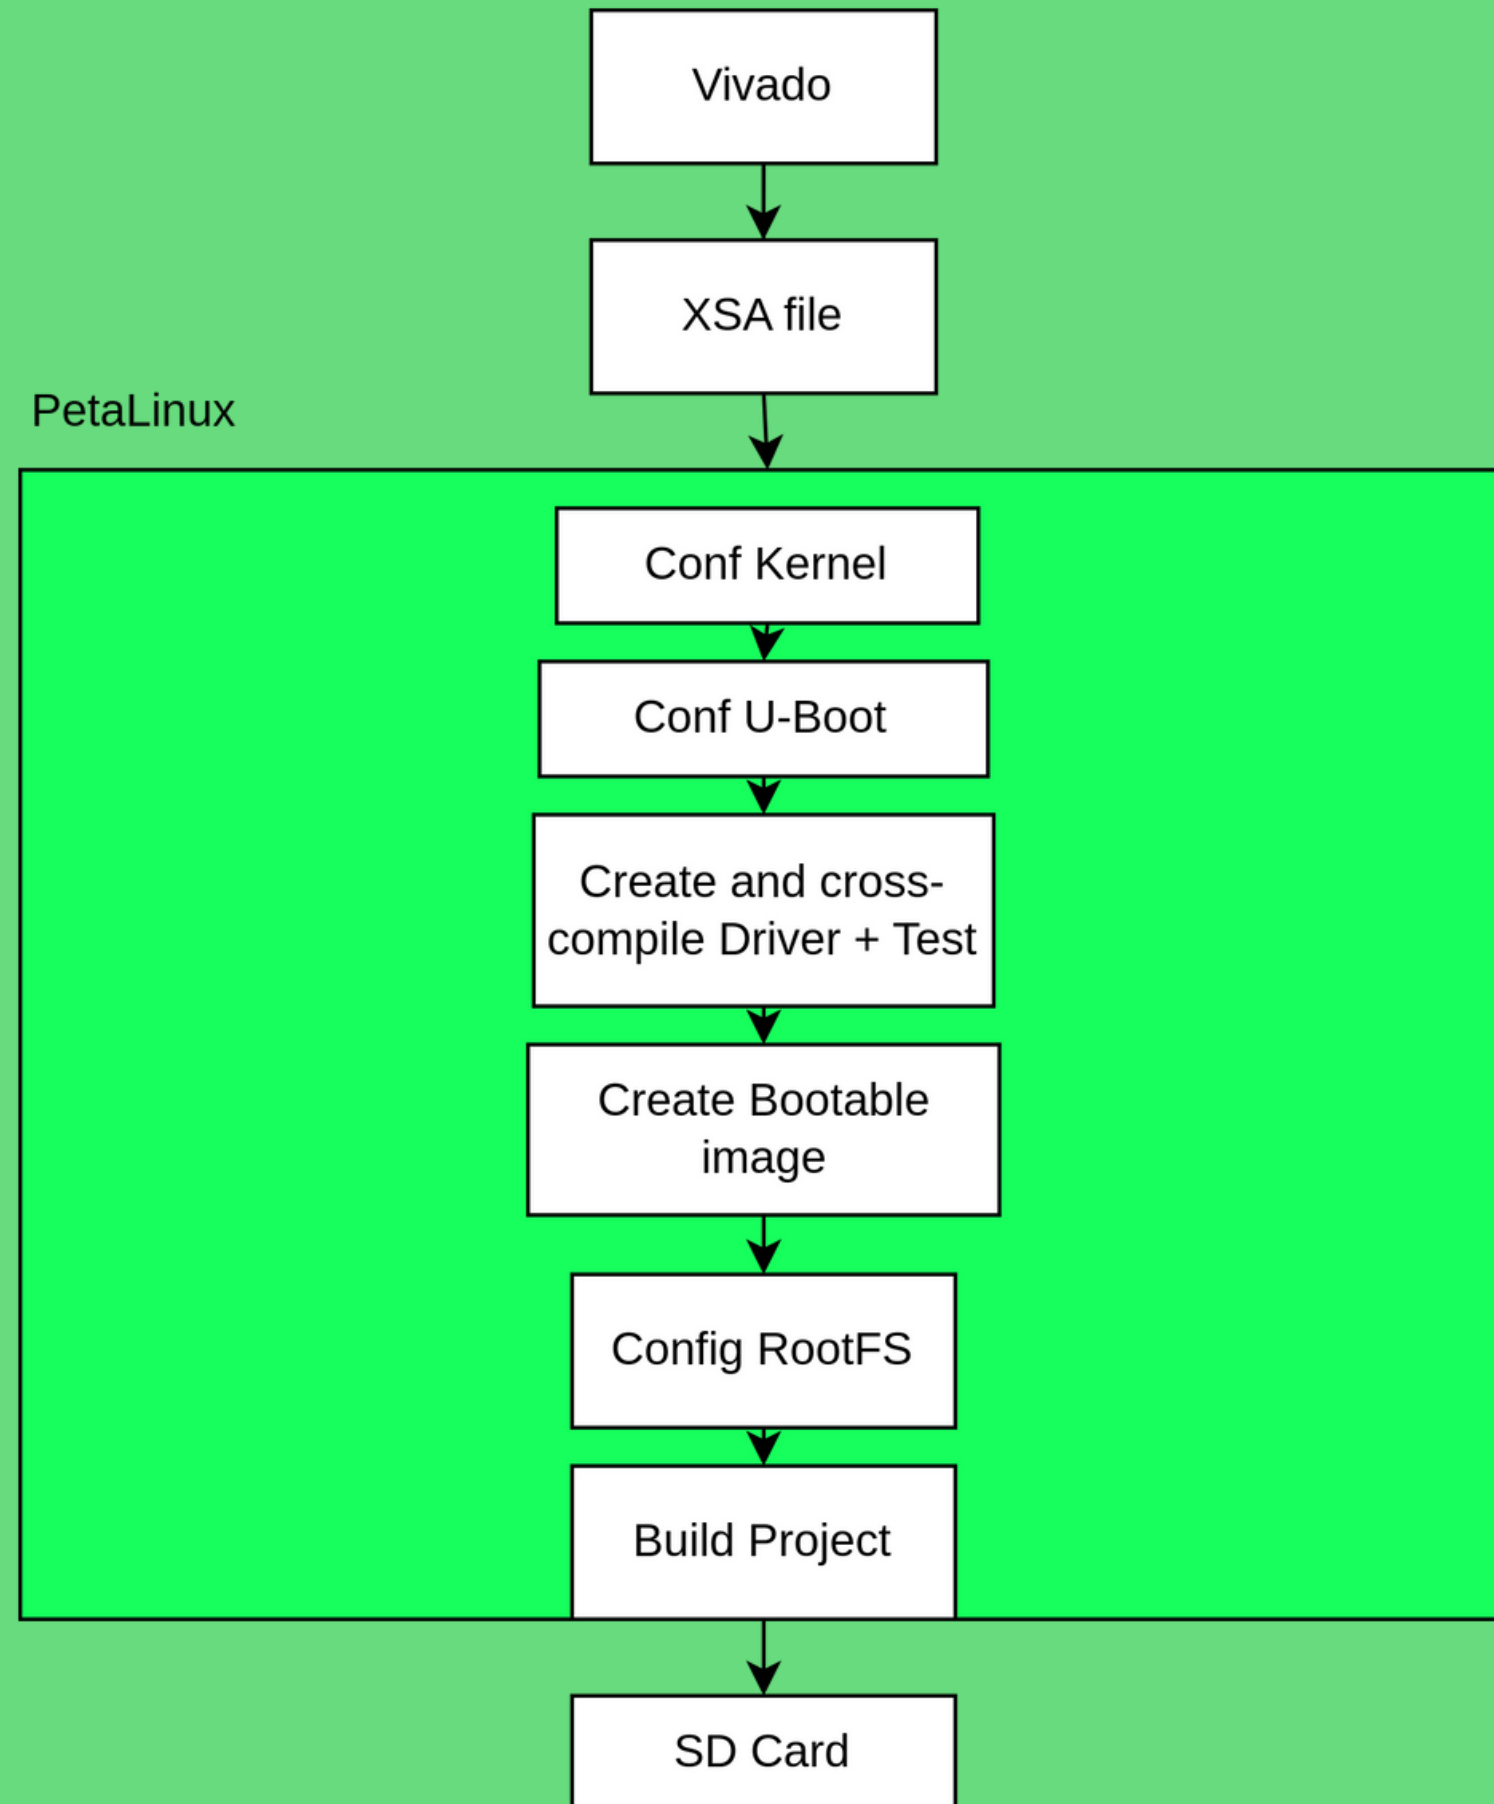 Vivado
XSA file
PetaLinux
Conf Kernel
Conf U-Boot
Create and cross-
compile Driver + Test
Create Bootable
image
Config RootFS
Build Project
SD Card